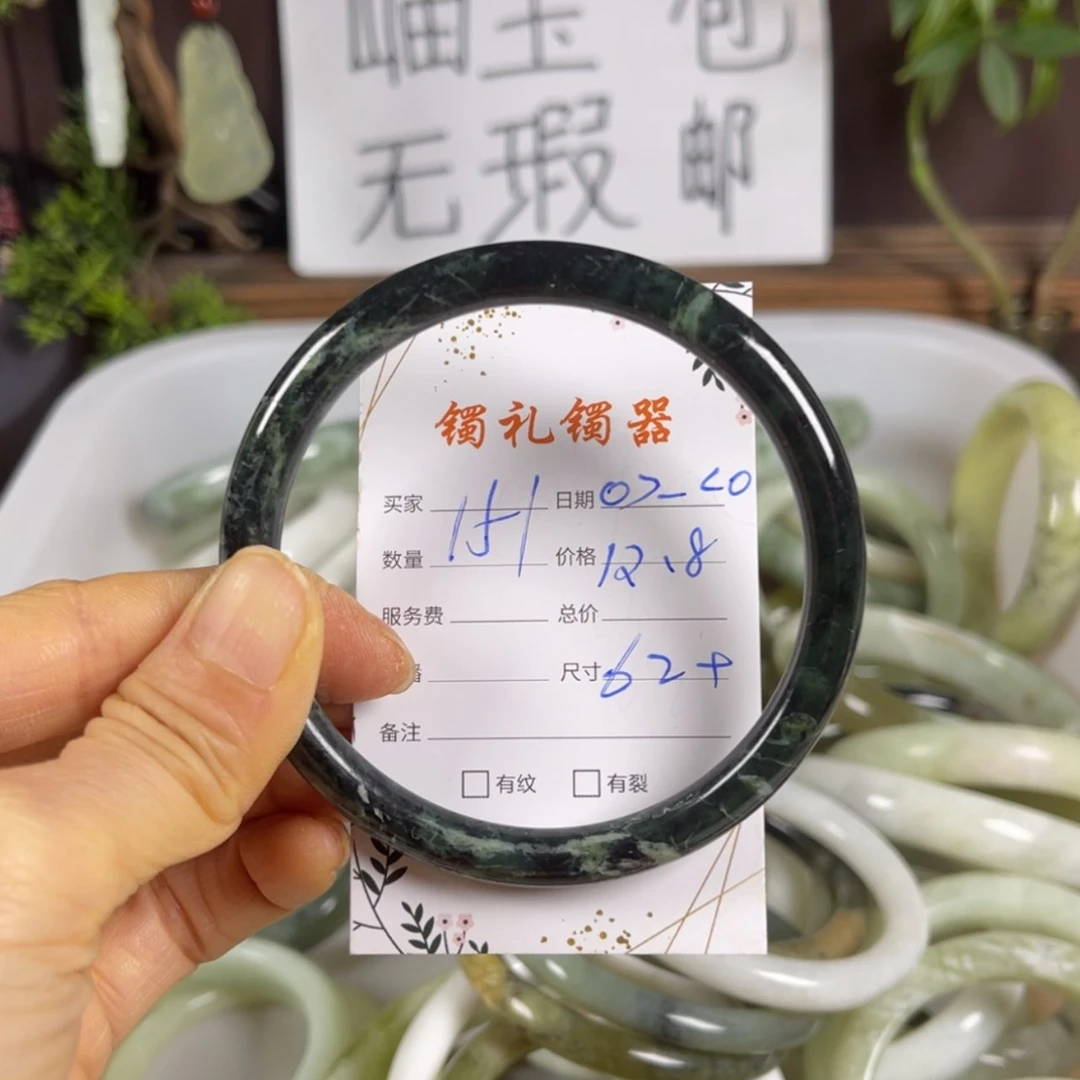 岫玉 包
无瑕 邮
镯礼镯器
买家 151 日期 07-20
数量 价格 12.8
服务费 总价
尺寸 62+
备注
有纹 有裂